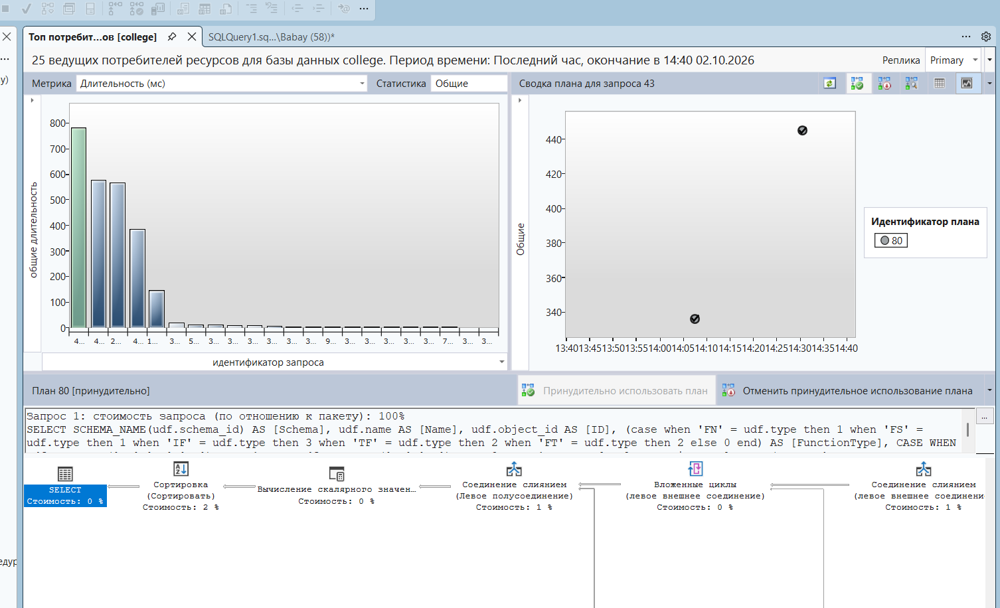 Топ потребит...ов [college]
SQLQuery1.sq...\Babay (58))*
25 ведущих потребителей ресурсов для базы данных college. Период времени: Последний час, окончание в 14:40 02.10.2026
Реплика
Primary
у)
Метрика
Длительность (мс)
Статистика
Общие
Сводка плана для запроса 43
общие длительность
800
700
600
500
400
300
200
100
0
4... 4... 2... 4... 1... 3... 5... 3... 3... 3... 3... 3... 3... 9... 3... 3... 3... 3... 3... 7... 3... 3...
идентификатор запроса
Общие
440
420
400
380
360
340
13:40 13:45 13:50 13:55 14:00 14:05 14:10 14:15 14:20 14:25 14:30 14:35 14:40
Идентификатор плана
80
План 80 [принудительно]
Принудительно использовать план
Отменить принудительное использование плана
Запрос 1: стоимость запроса (по отношению к пакету): 100%
SELECT SCHEMA_NAME(udf.schema_id) AS [Schema], udf.name AS [Name], udf.object_id AS [ID], (case when 'FN' = udf.type then 1 when 'FS' =
udf.type then 1 when 'IF' = udf.type then 3 when 'TF' = udf.type then 2 when 'FT' = udf.type then 2 else 0 end) AS [FunctionType], CASE WHEN
...
SELECT
Стоимость: 0 %
Сортировка
(Сортировать)
Стоимость: 2 %
Вычисление скалярного значен...
Стоимость: 0 %
Соединение слиянием
(Левое полусоединение)
Стоимость: 1 %
Вложенные циклы
(левое внешнее соединение)
Стоимость: 0 %
Соединение слиянием
(левое внешнее соединени
Стоимость: 1 %
едур